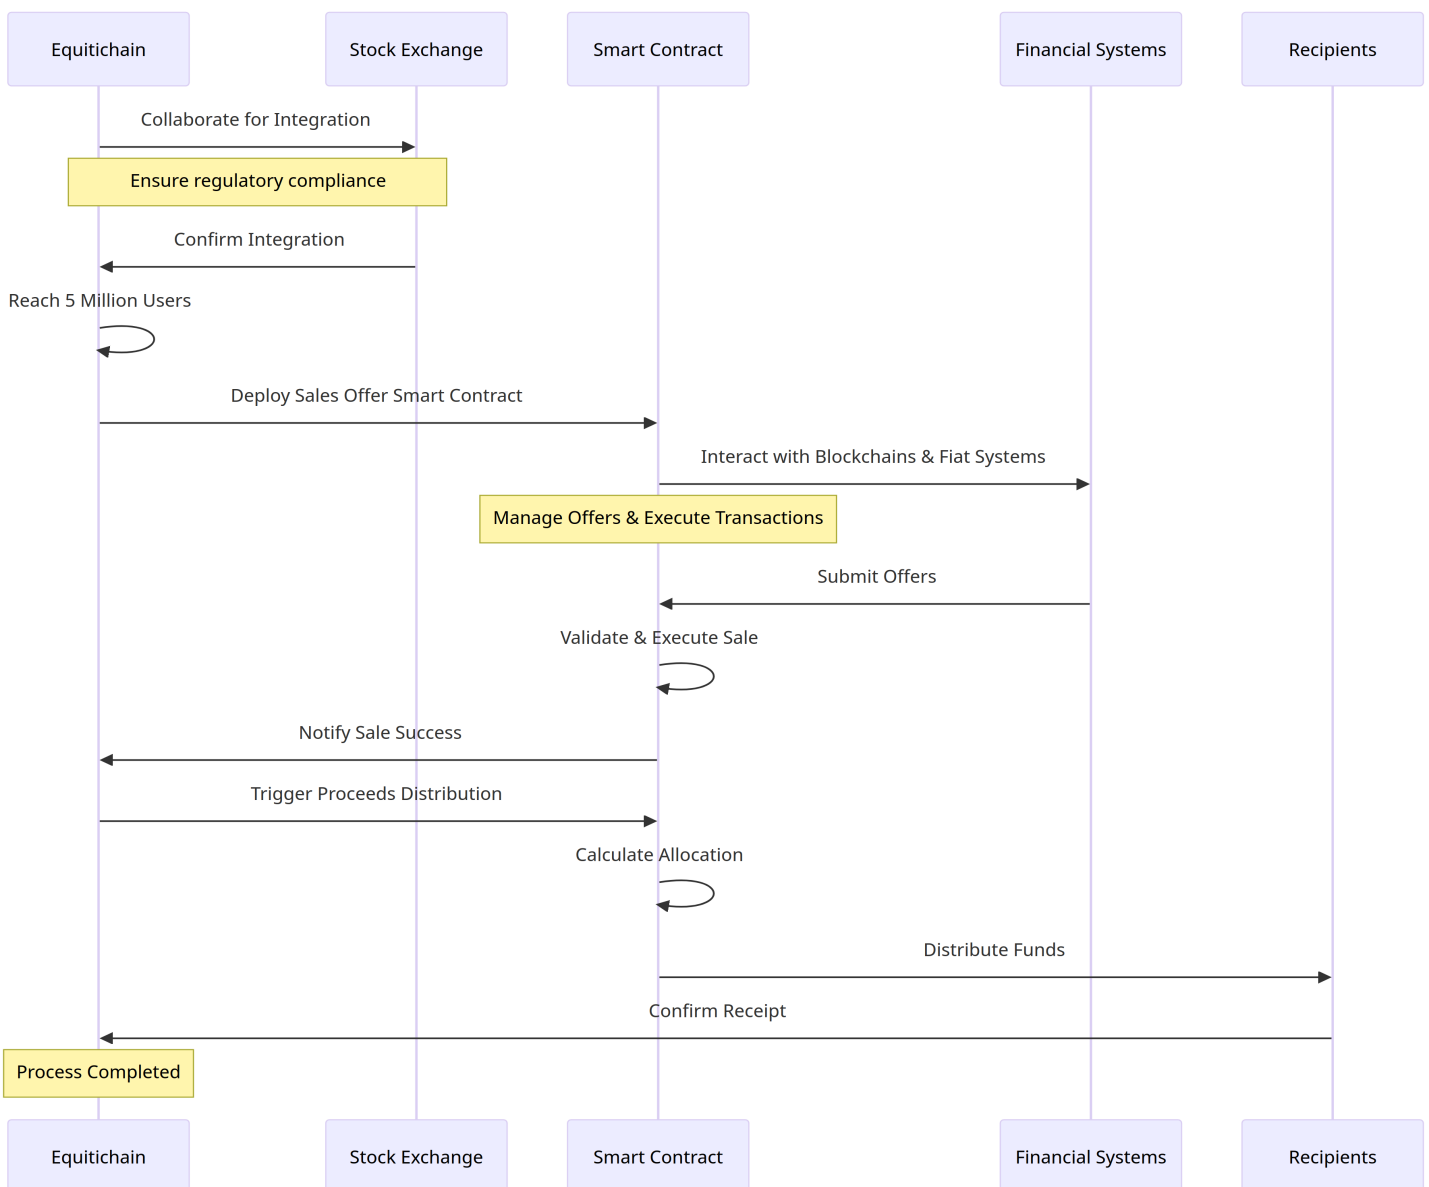 Equitichain
Stock Exchange
Smart Contract
Financial Systems
Recipients
Collaborate for Integration
Ensure regulatory compliance
Confirm Integration
Reach 5 Million Users
Deploy Sales Offer Smart Contract
Interact with Blockchains & Fiat Systems
Manage Offers & Execute Transactions
Submit Offers
Validate & Execute Sale
Notify Sale Success
Trigger Proceeds Distribution
Calculate Allocation
Distribute Funds
Confirm Receipt
Process Completed
Equitichain
Stock Exchange
Smart Contract
Financial Systems
Recipients